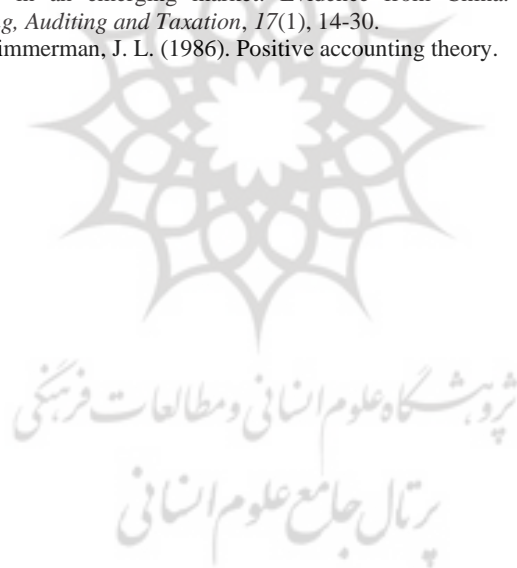 in an emerging market: Evidence from China.
g, Auditing and Taxation, 17(1), 14-30.
immerman, J. L. (1986). Positive accounting theory.
پژوهشگاه علوم انسانی و مطالعات فرهنگی
پرتال جامع علوم انسانی